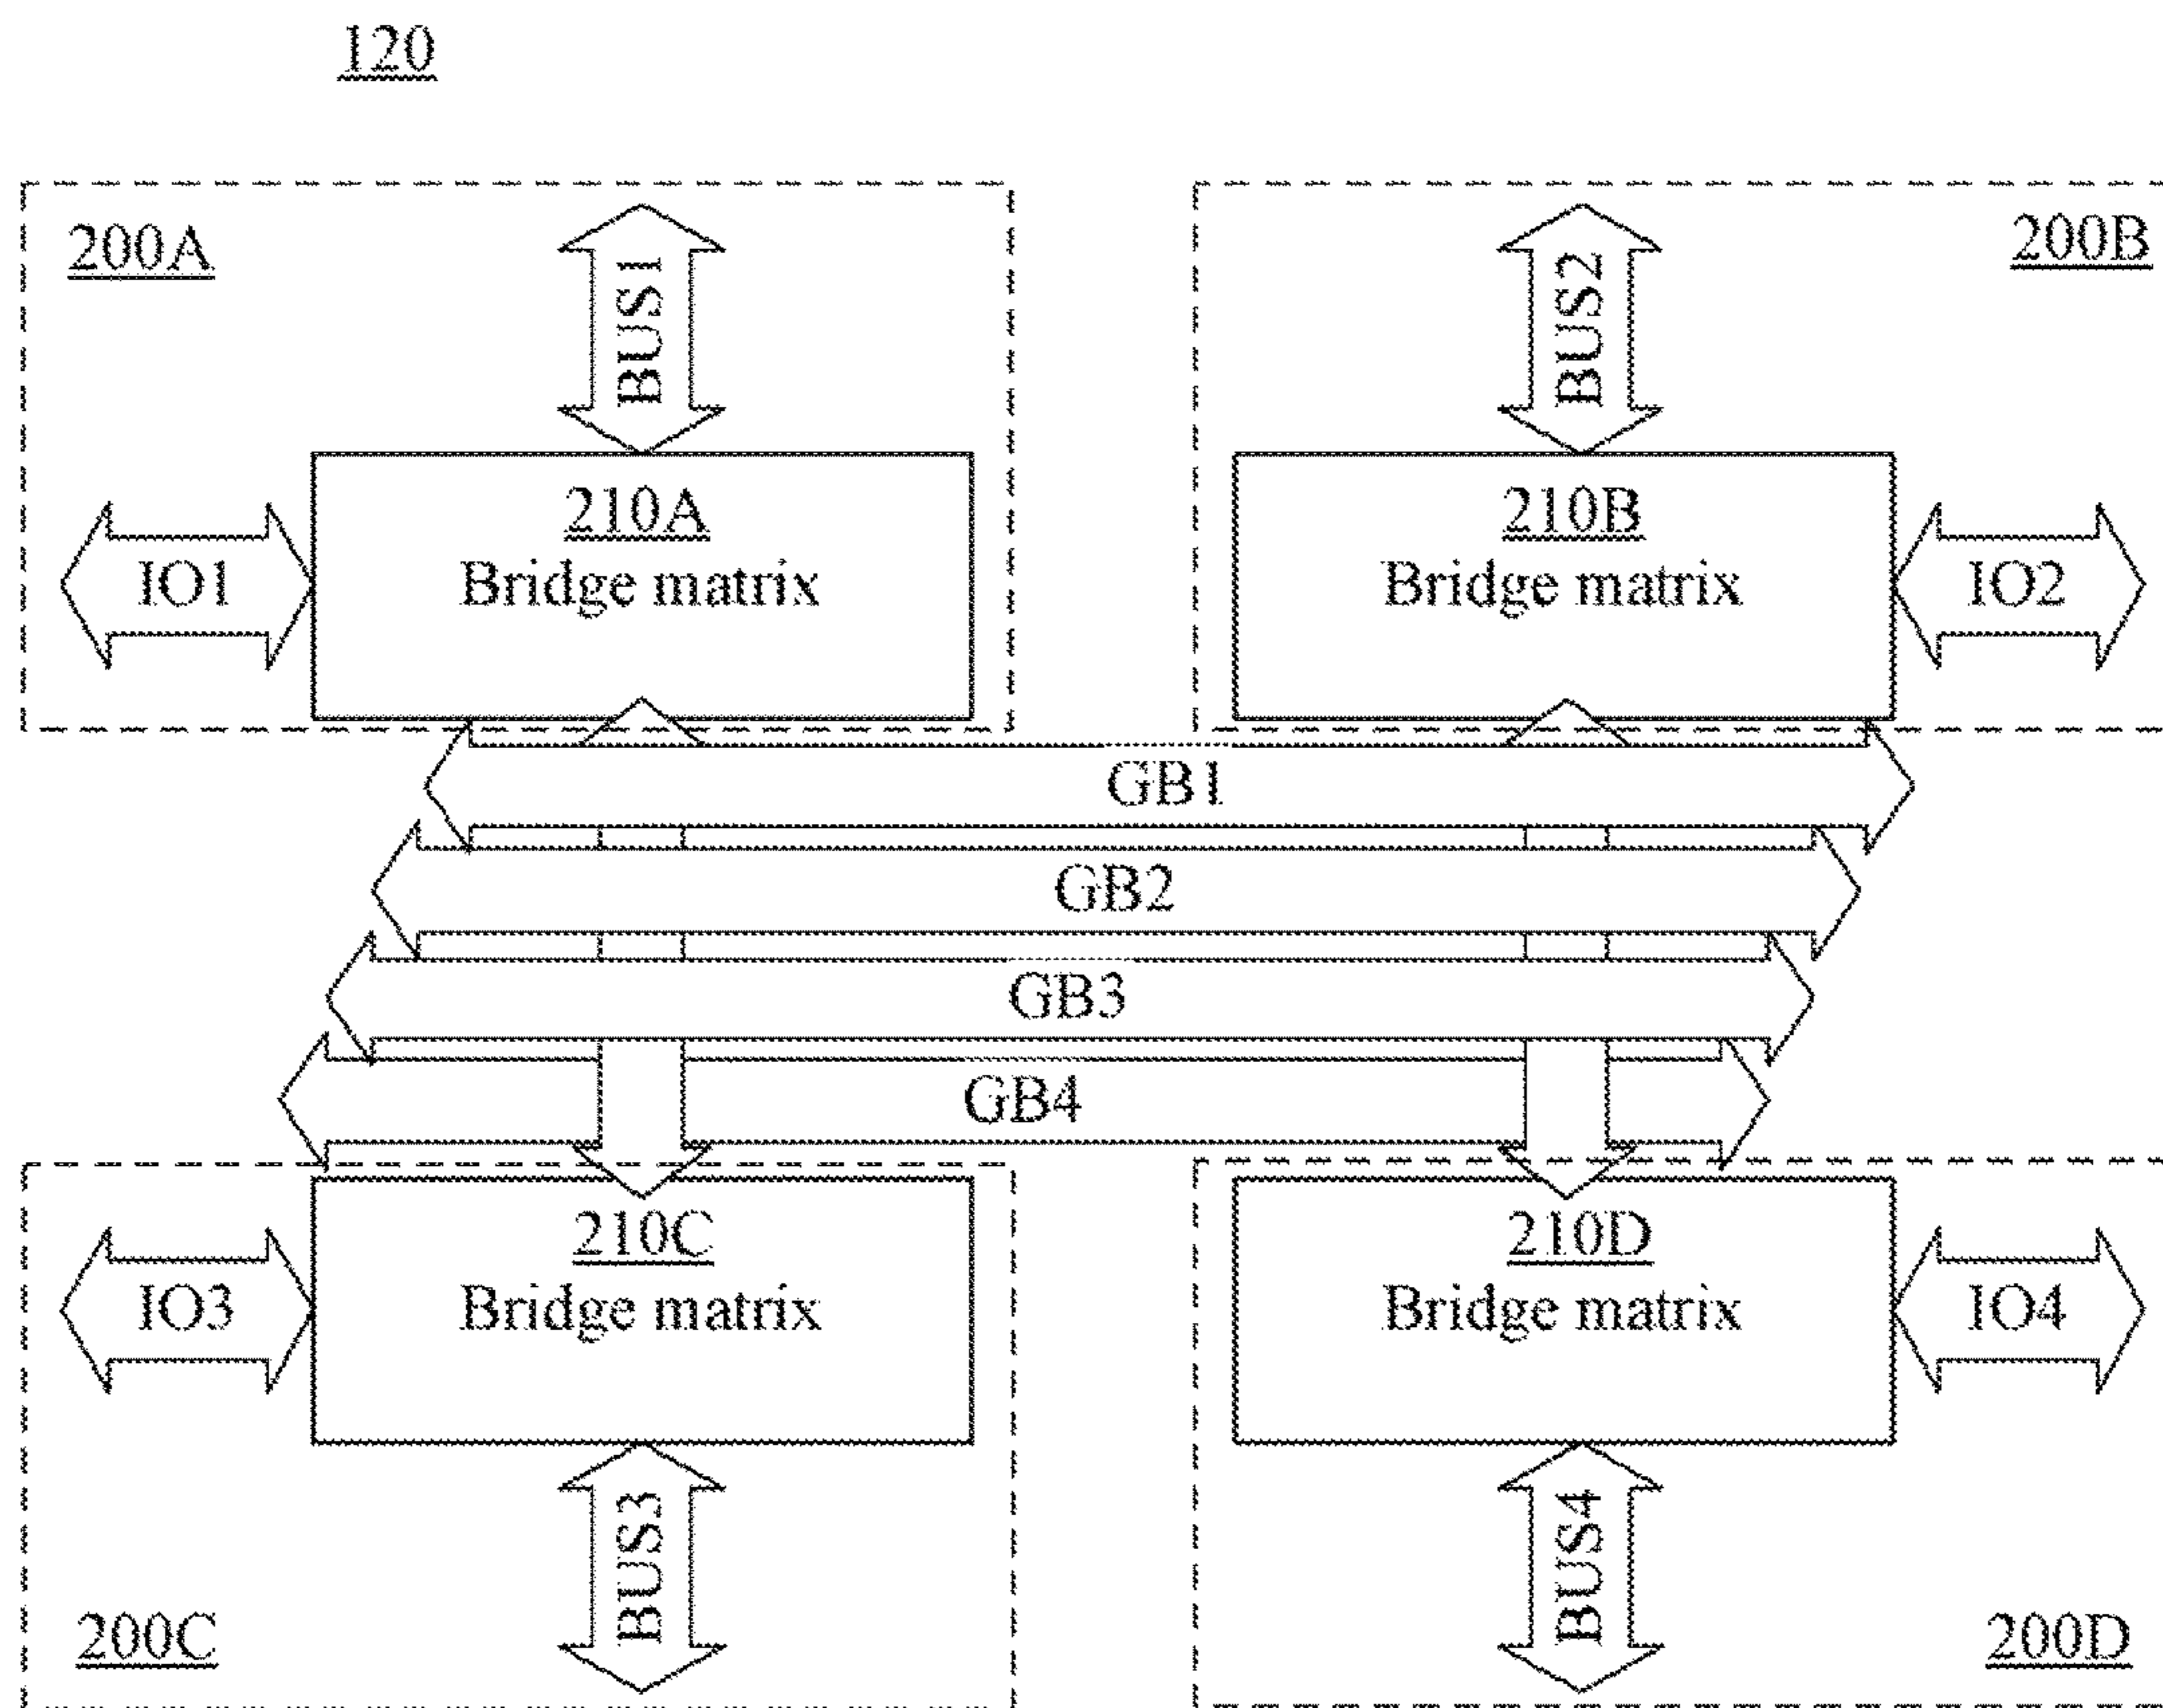 120
200A
BUS1
BUS2
200B
210A
Bridge matrix
210B
Bridge matrix
IO1
IO2
GB1
GB2
GB3
GB4
210C
Bridge matrix
210D
Bridge matrix
IO3
IO4
BUS3
BUS4
200C
200D